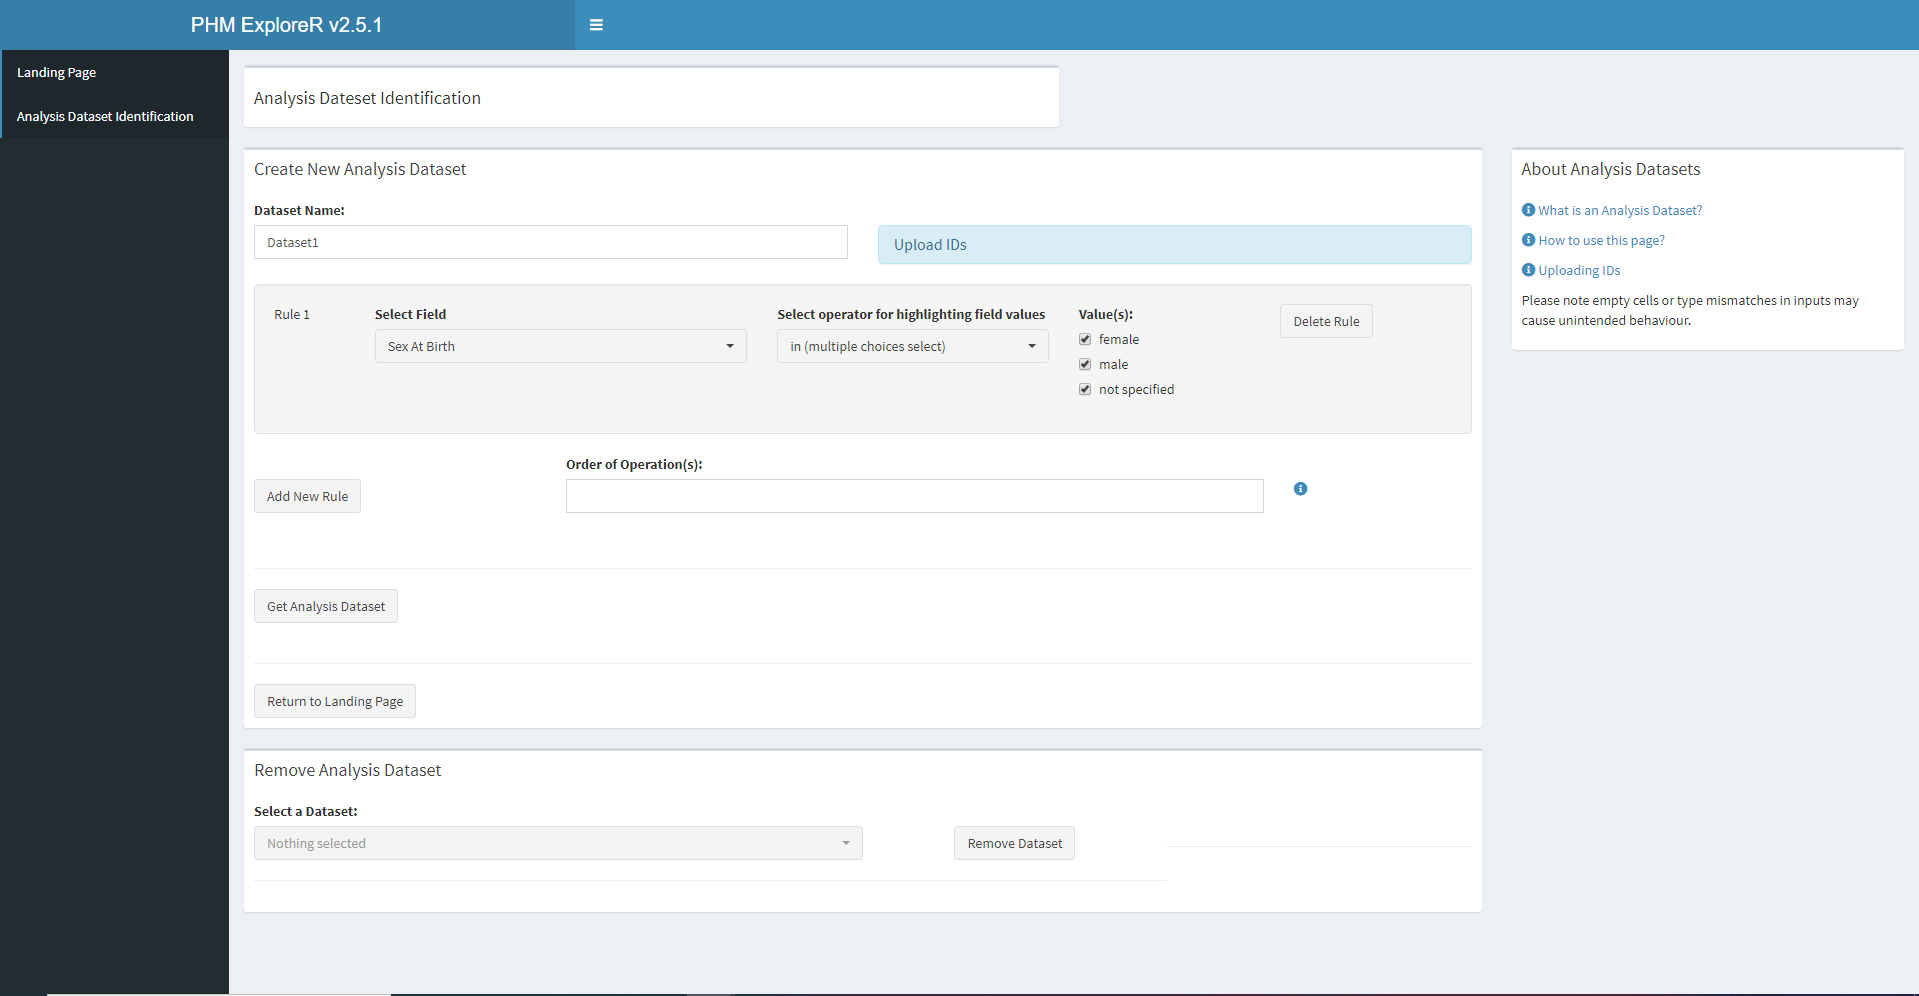 PHM ExploreR v2.5.1
Landing Page
Analysis Dataset Identification
Analysis Dateset Identification
Create New Analysis Dataset
Dataset Name:
Dataset1
Upload IDs
Rule 1
Select Field
Sex At Birth
Select operator for highlighting field values
in (multiple choices select)
Value(s):
female
male
not specified
Delete Rule
Add New Rule
Order of Operation(s):
Get Analysis Dataset
Return to Landing Page
Remove Analysis Dataset
Select a Dataset:
Nothing selected
Remove Dataset
About Analysis Datasets
What is an Analysis Dataset?
How to use this page?
Uploading IDs
Please note empty cells or type mismatches in inputs may
cause unintended behaviour.